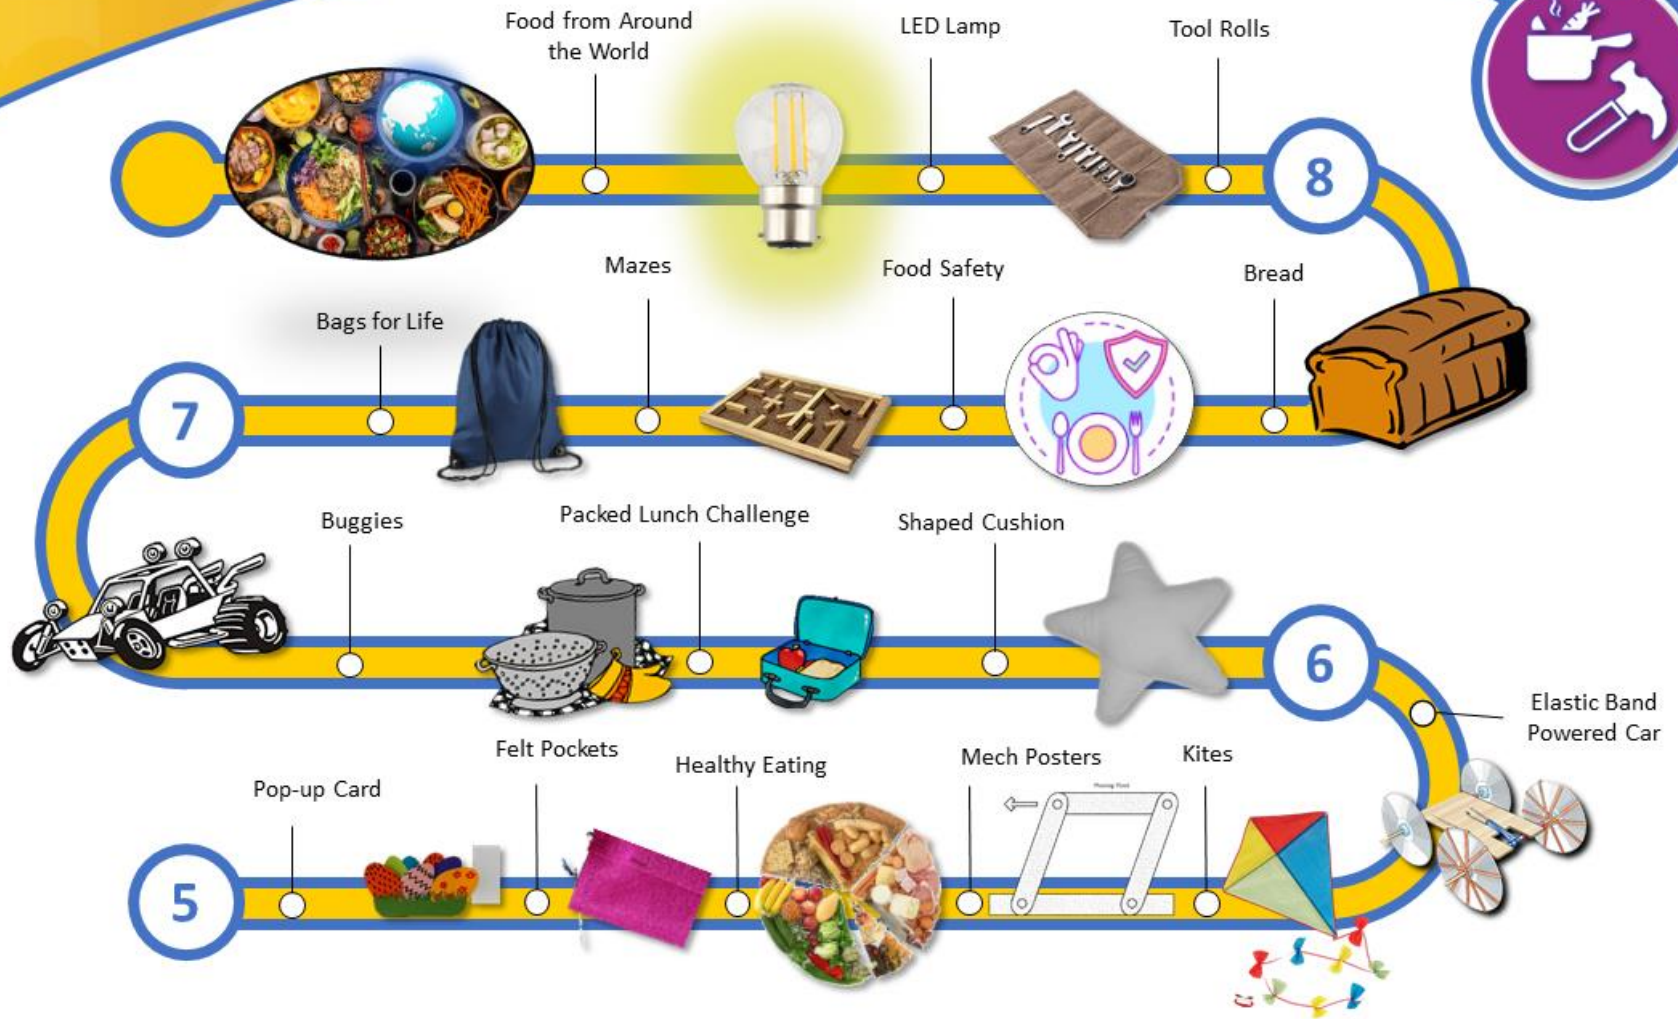 Food from Around
the World
LED Lamp
Tool Rolls
8
Mazes
Food Safety
Bread
Bags for Life
7
Buggies
Packed Lunch Challenge
Shaped Cushion
6
Elastic Band
Powered Car
Felt Pockets
Healthy Eating
Mech Posters
Kites
Pop-up Card
Moving Pivot
5